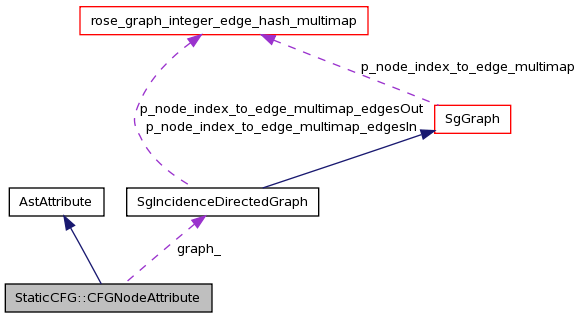 rose_graph_integer_edge_hash_multimap
p_node_index_to_edge_multimap
p_node_index_to_edge_multimap_edgesOut
p_node_index_to_edge_multimap_edgesIn
SgGraph
AstAttribute
SgIncidenceDirectedGraph
graph_
StaticCFG::CFGNodeAttribute